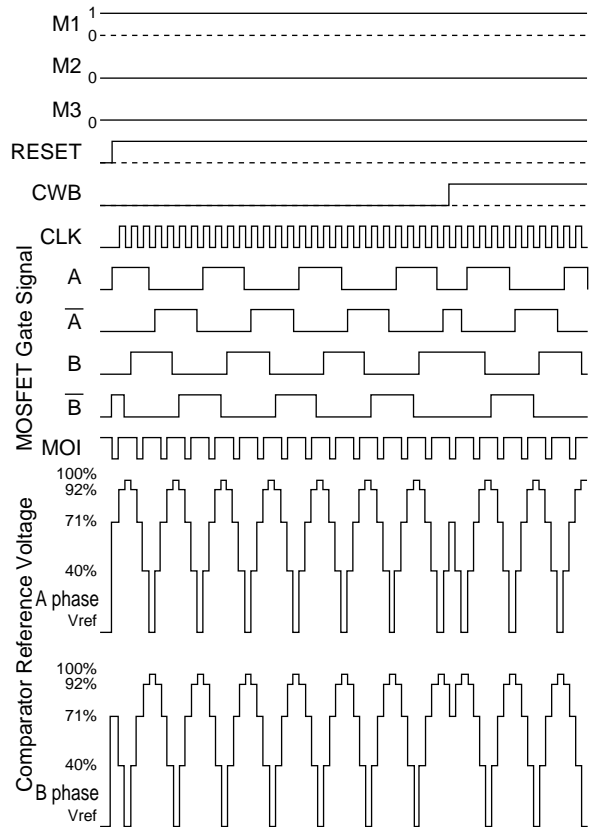 M1 1
0
M2 0
M3 0
RESET
CWB
CLK
MOSFET Gate Signal
A
A̅
B
B̅
MOI
Comparator Reference Voltage
100%
92%
71%
40%
A phase
Vref
100%
92%
71%
40%
B phase
Vref